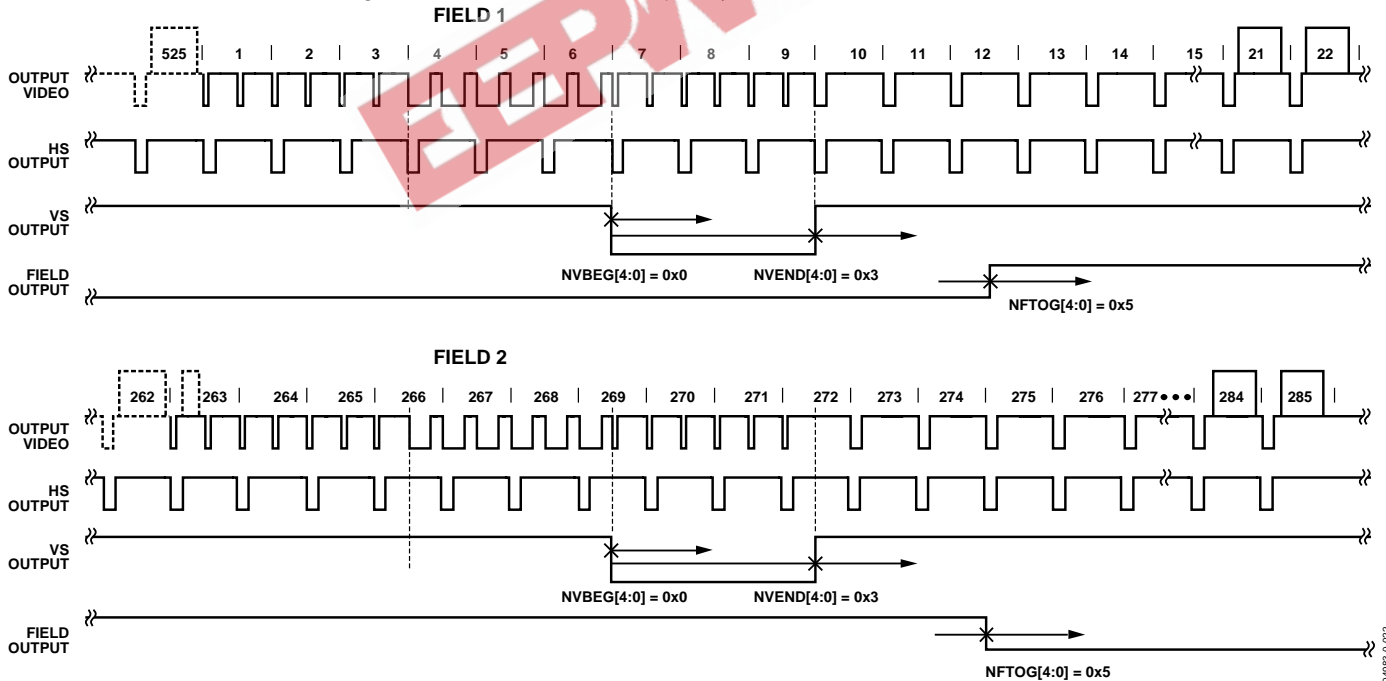 FIELD 1
525 1 2 3 4 5 6 7 8 9 10 11 12 13 14 15 21 22
OUTPUT
VIDEO
HS
OUTPUT
VS
OUTPUT
NVBEG[4:0] = 0x0 NVEND[4:0] = 0x3
FIELD
OUTPUT
NFTOG[4:0] = 0x5
FIELD 2
262 263 264 265 266 267 268 269 270 271 272 273 274 275 276 277 ••• 284 285
OUTPUT
VIDEO
HS
OUTPUT
VS
OUTPUT
NVBEG[4:0] = 0x0 NVEND[4:0] = 0x3
FIELD
OUTPUT
NFTOG[4:0] = 0x5